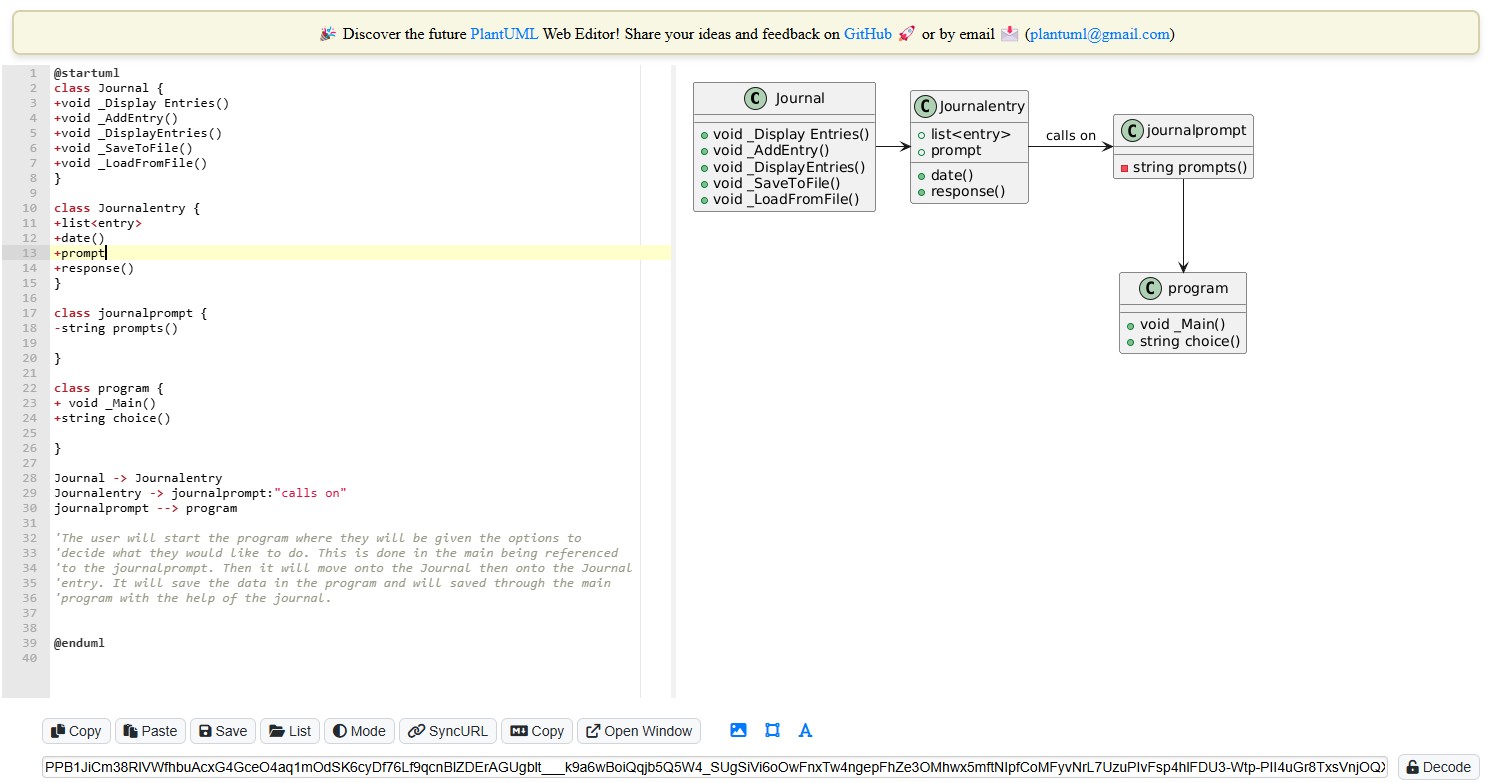 🎉 Discover the future PlantUML Web Editor! Share your ideas and feedback on GitHub 🚀 or by email 📩 (plantuml@gmail.com)
1 @startuml
2 class Journal {
3 +void _Display Entries()
4 +void _AddEntry()
5 +void _DisplayEntries()
6 +void _SaveToFile()
7 +void _LoadFromFile()
8 }
9
10 class Journalentry {
11 +list<entry>
12 +date()
13 +prompt
14 +response()
15 }
16
17 class journalprompt {
18 -string prompts()
19
20 }
21
22 class program {
23 + void _Main()
24 +string choice()
25
26 }
27
28 Journal -> Journalentry
29 Journalentry -> journalprompt:"calls on"
30 journalprompt --> program
31
32 'The user will start the program where they will be given the options to
33 'decide what they would like to do. This is done in the main being referenced
34 'to the journalprompt. Then it will move onto the Journal then onto the Journal
35 'entry. It will save the data in the program and will saved through the main
36 'program with the help of the journal.
37
38
39 @enduml
40
C Journal
void _Display Entries()
void _AddEntry()
void _DisplayEntries()
void _SaveToFile()
void _LoadFromFile()
C Journalentry
list<entry>
prompt
date()
response()
calls on
C journalprompt
string prompts()
C program
void _Main()
string choice()
Copy Paste Save List Mode SyncURL Copy Open Window A
Decode